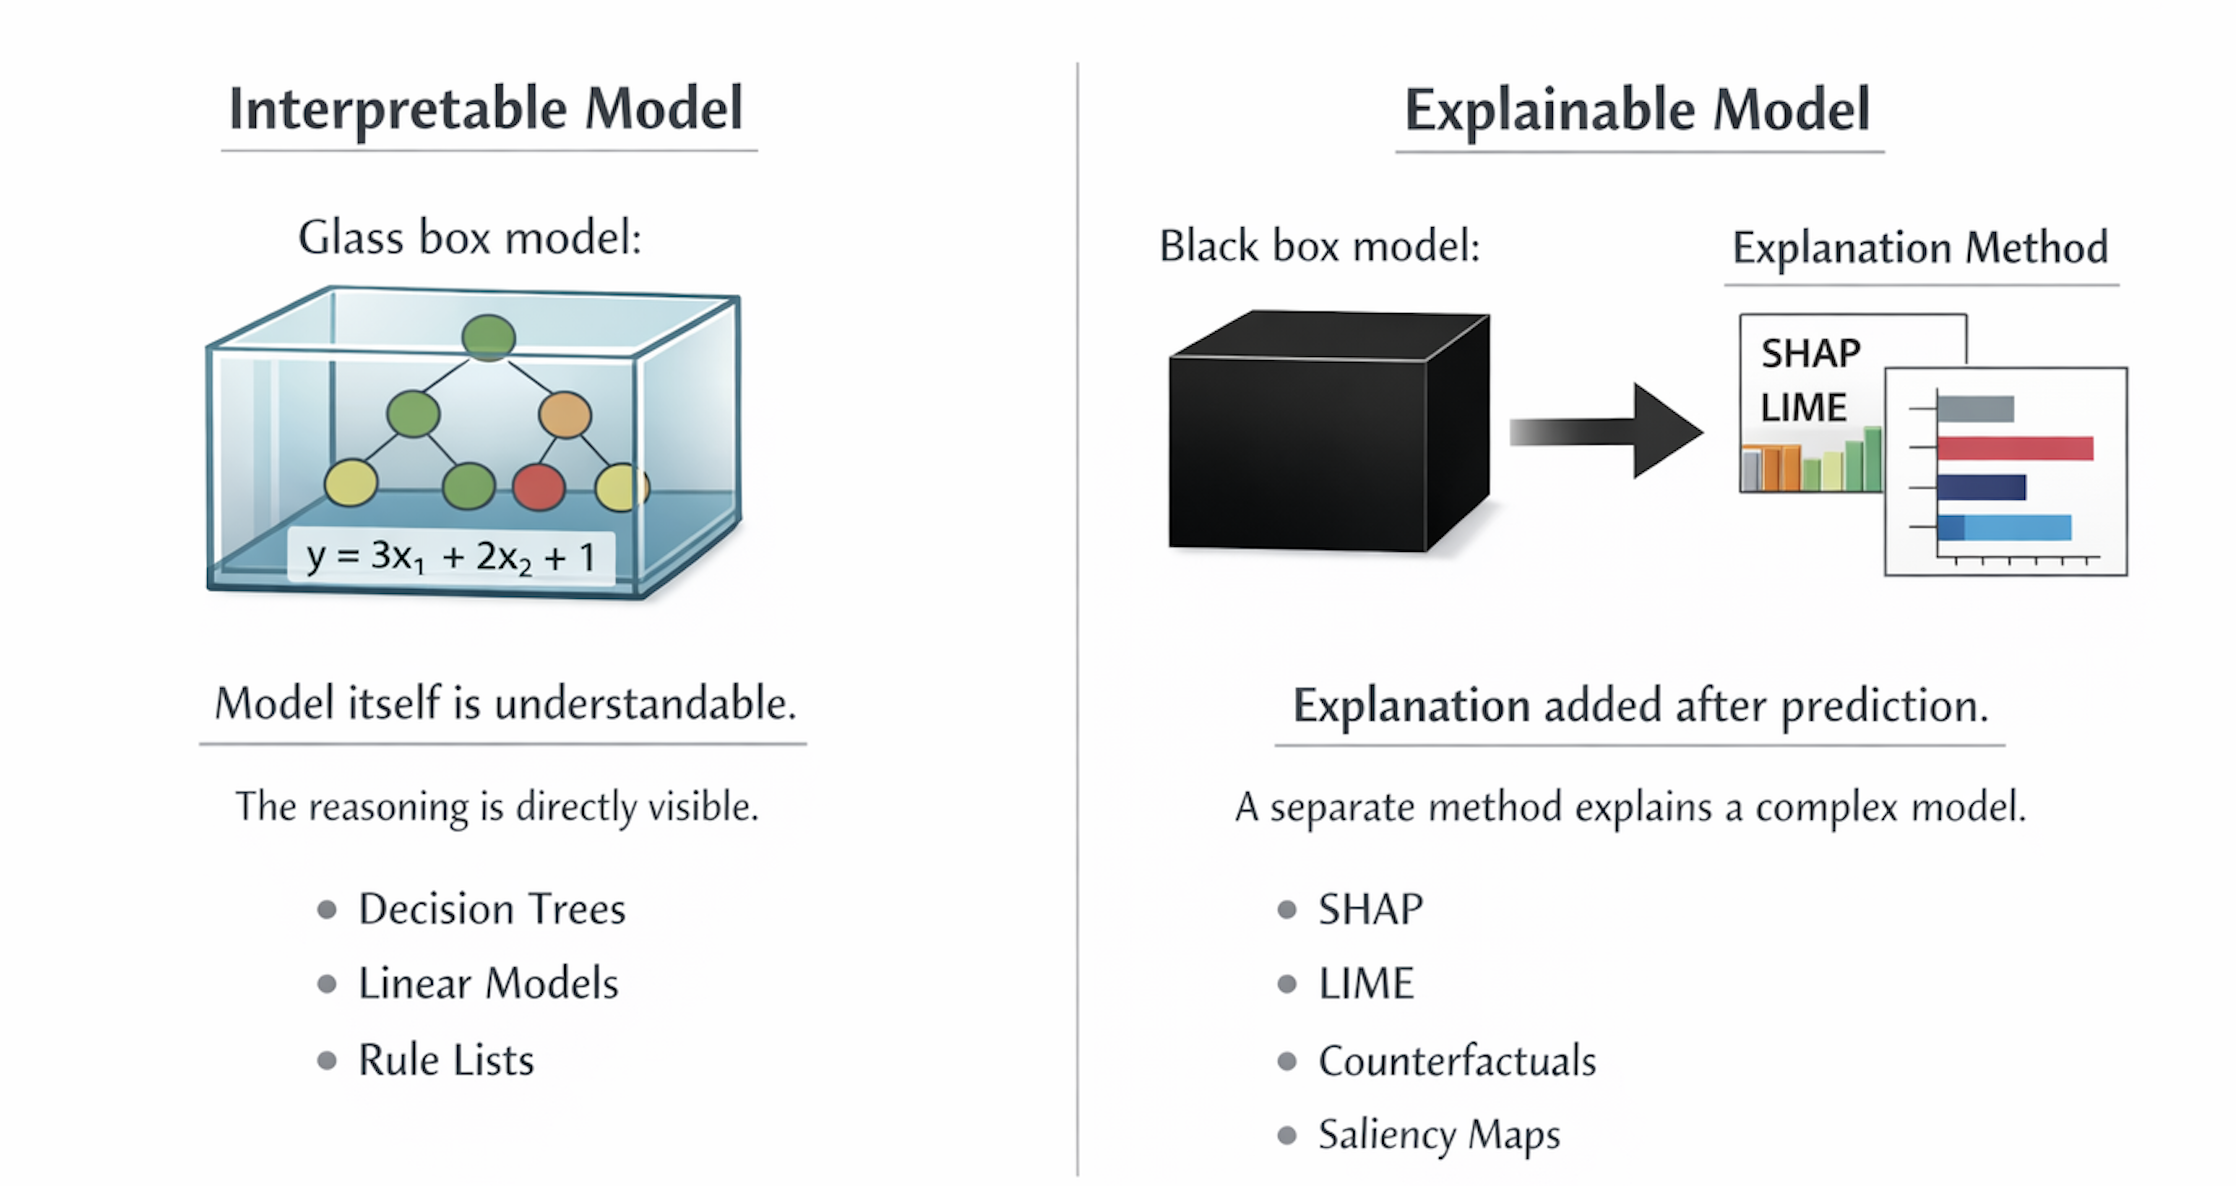 Interpretable Model
Glass box model:
y = 3x₁ + 2x₂ + 1
Model itself is understandable.
The reasoning is directly visible.
• Decision Trees
• Linear Models
• Rule Lists
Explainable Model
Black box model:
Explanation Method
SHAP
LIME
Explanation added after prediction.
A separate method explains a complex model.
• SHAP
• LIME
• Counterfactuals
• Saliency Maps